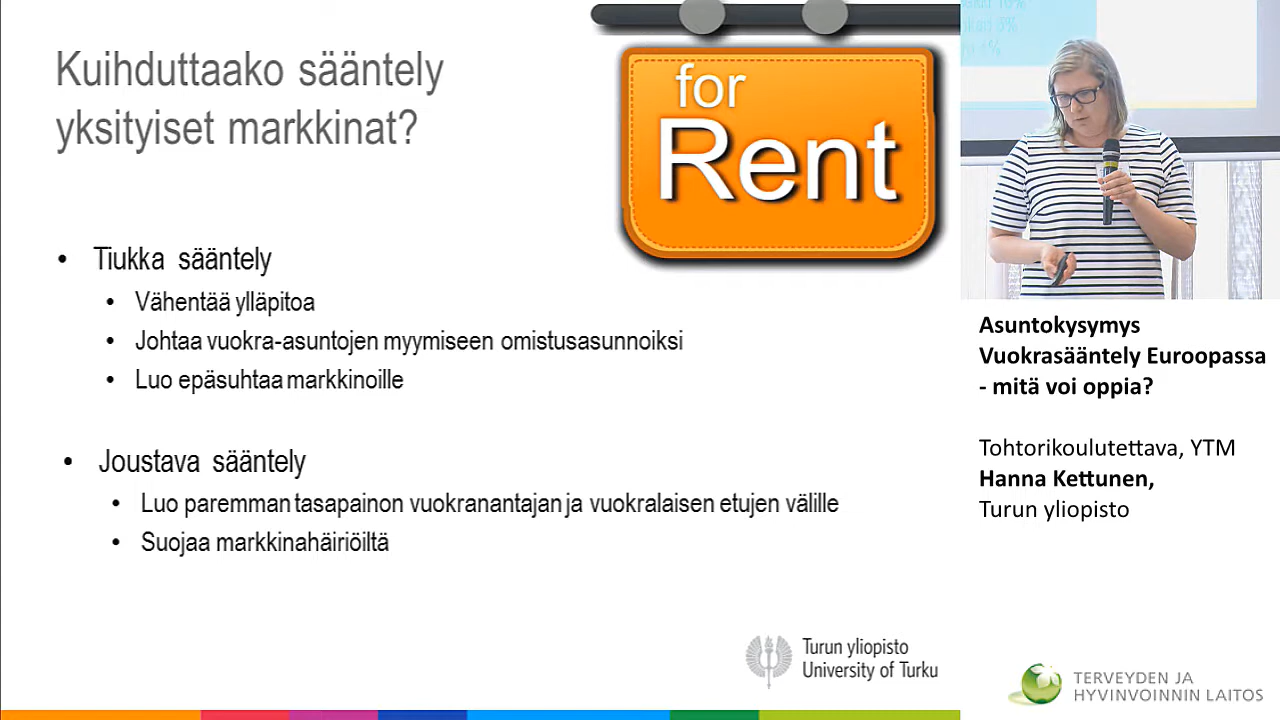 Kuihduttaako sääntely
yksityiset markkinat?
for
Rent
• Tiukka sääntely
• Vähentää ylläpitoa
• Johtaa vuokra-asuntojen myymiseen omistusasunnoiksi
• Luo epäsuhtaa markkinoille
• Joustava sääntely
• Luo paremman tasapainon vuokranantajan ja vuokralaisen etujen välille
• Suojaa markkinahäiriöiltä
Turun yliopisto
University of Turku
Asuntokysymys
Vuokrasääntely Euroopassa
- mitä voi oppia?
Tohtorikoulutettava, YTM
Hanna Kettunen,
Turun yliopisto
TERVEYDEN JA
HYVINVOINNIN LAITOS